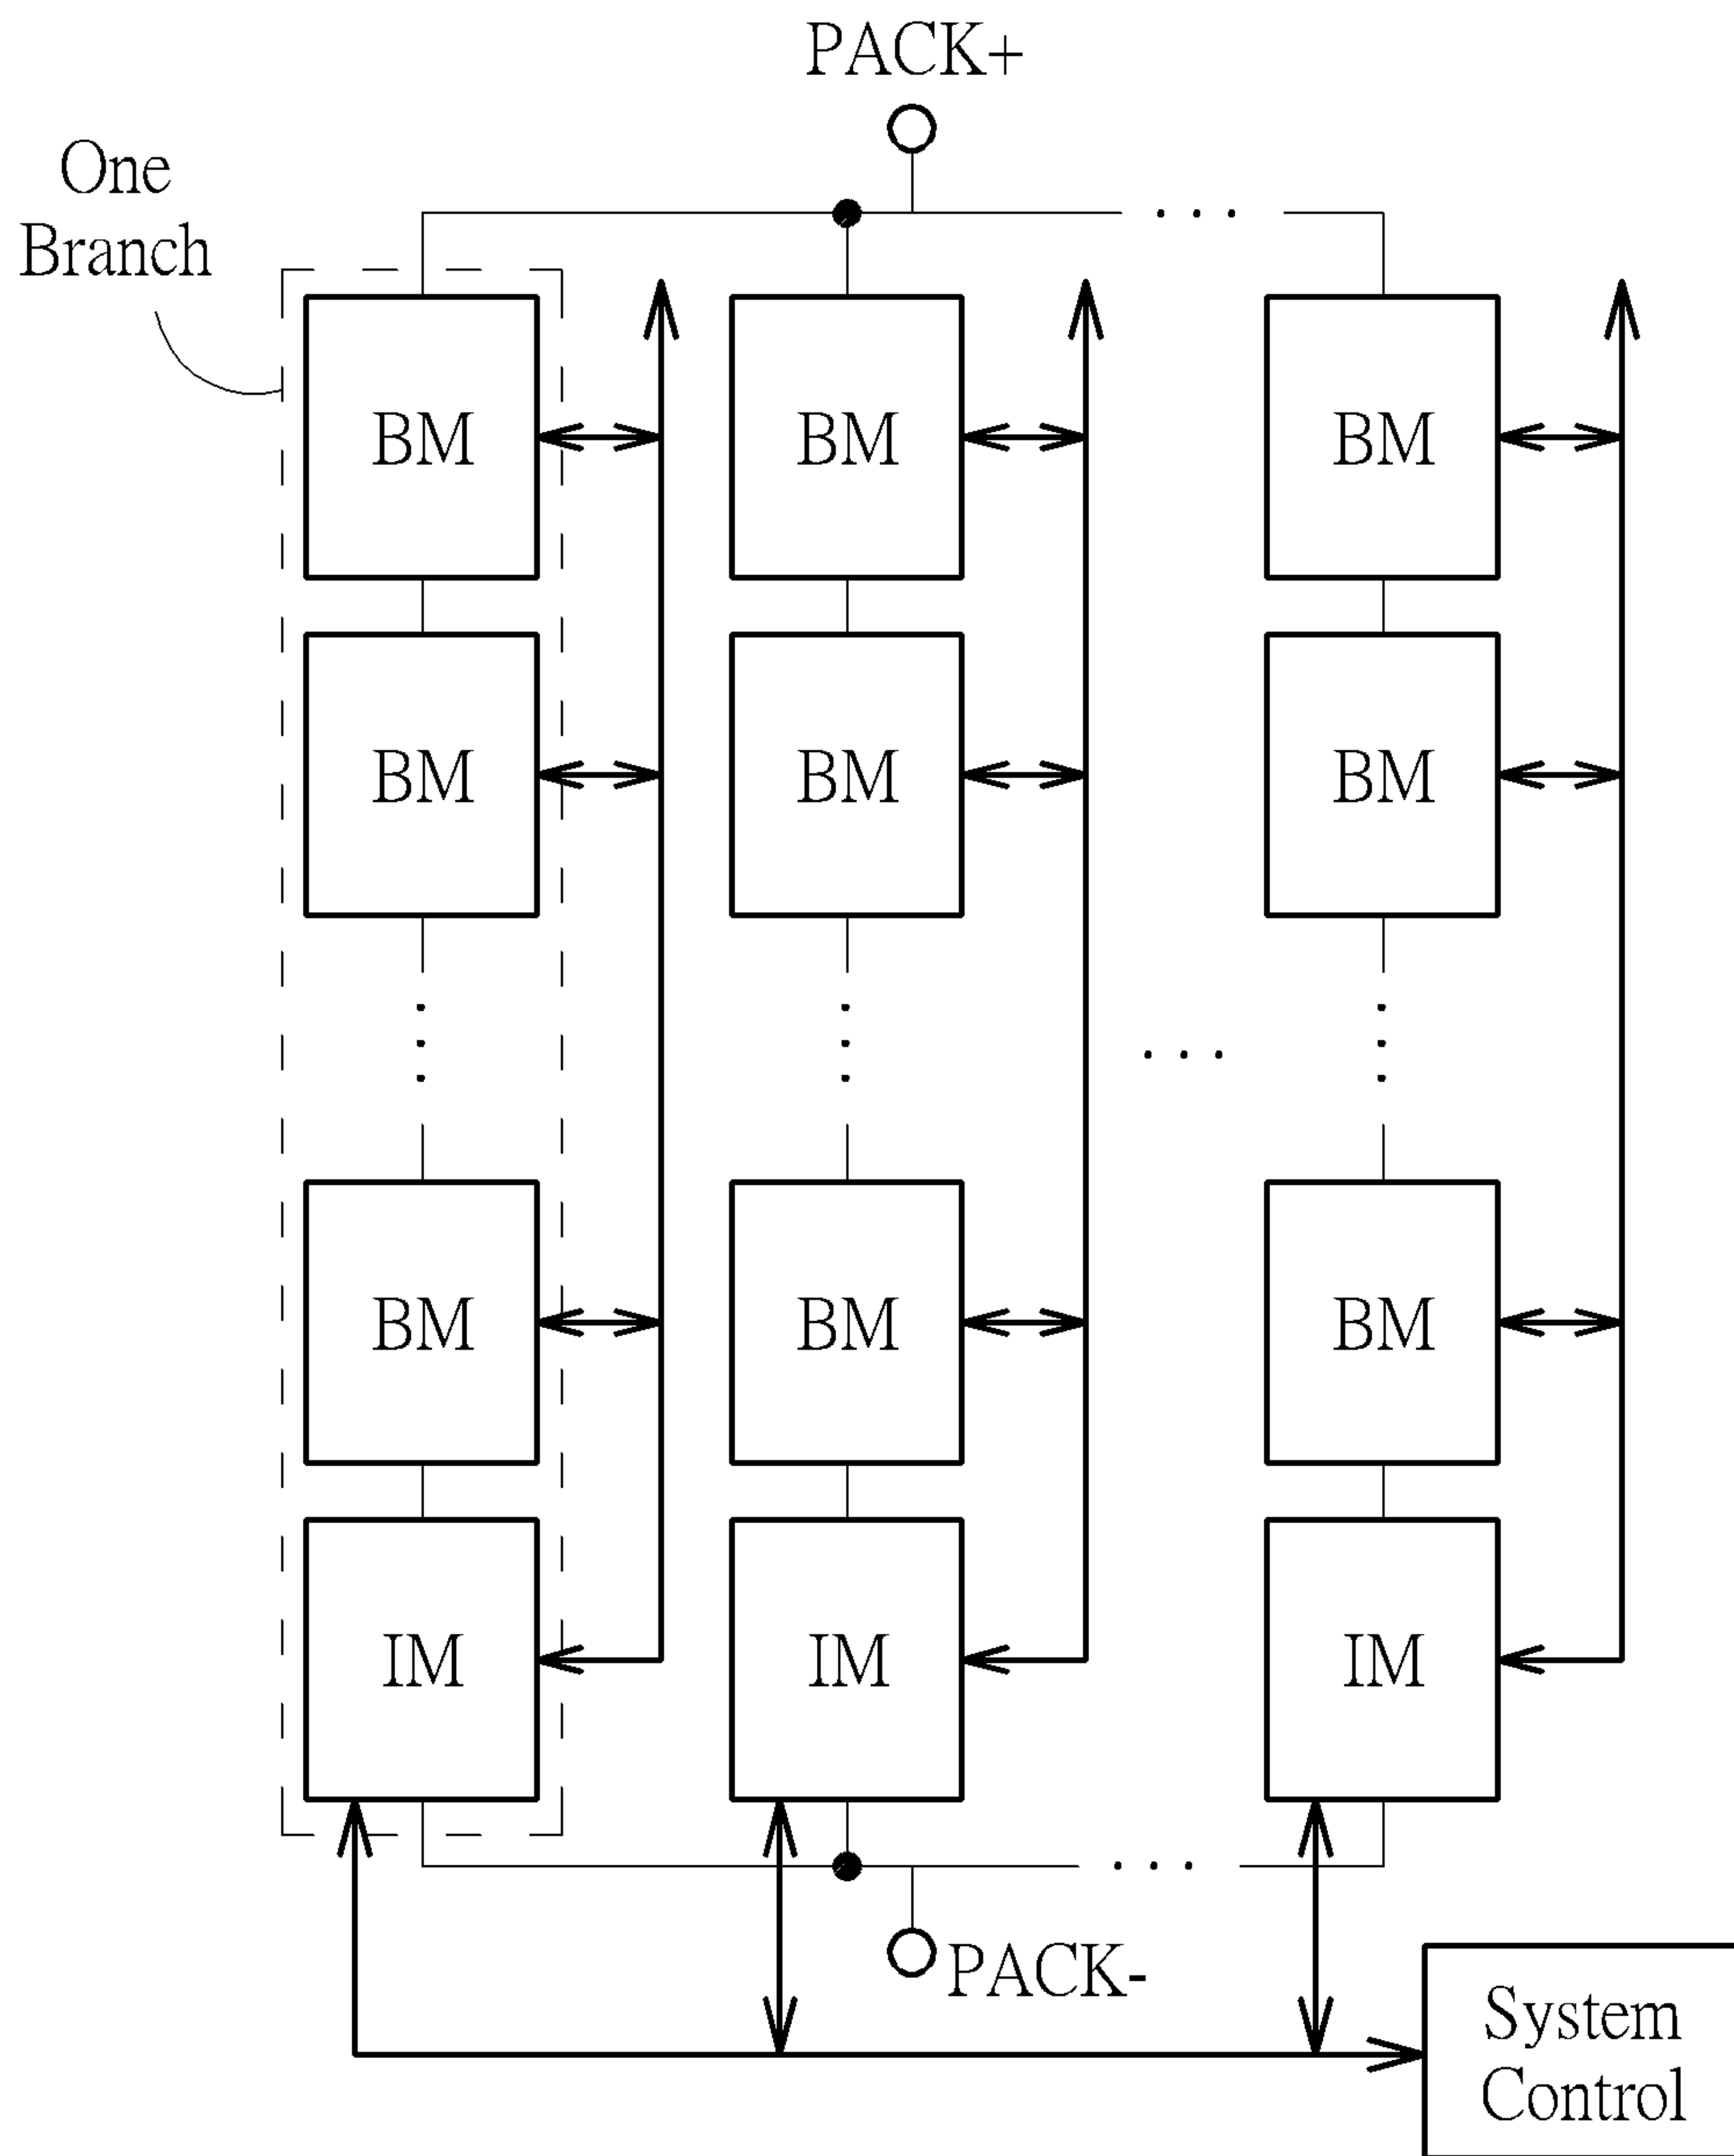 PACK+
One
Branch
BM
BM
BM
BM
BM
BM
BM
BM
BM
IM
IM
IM
PACK-
System
Control